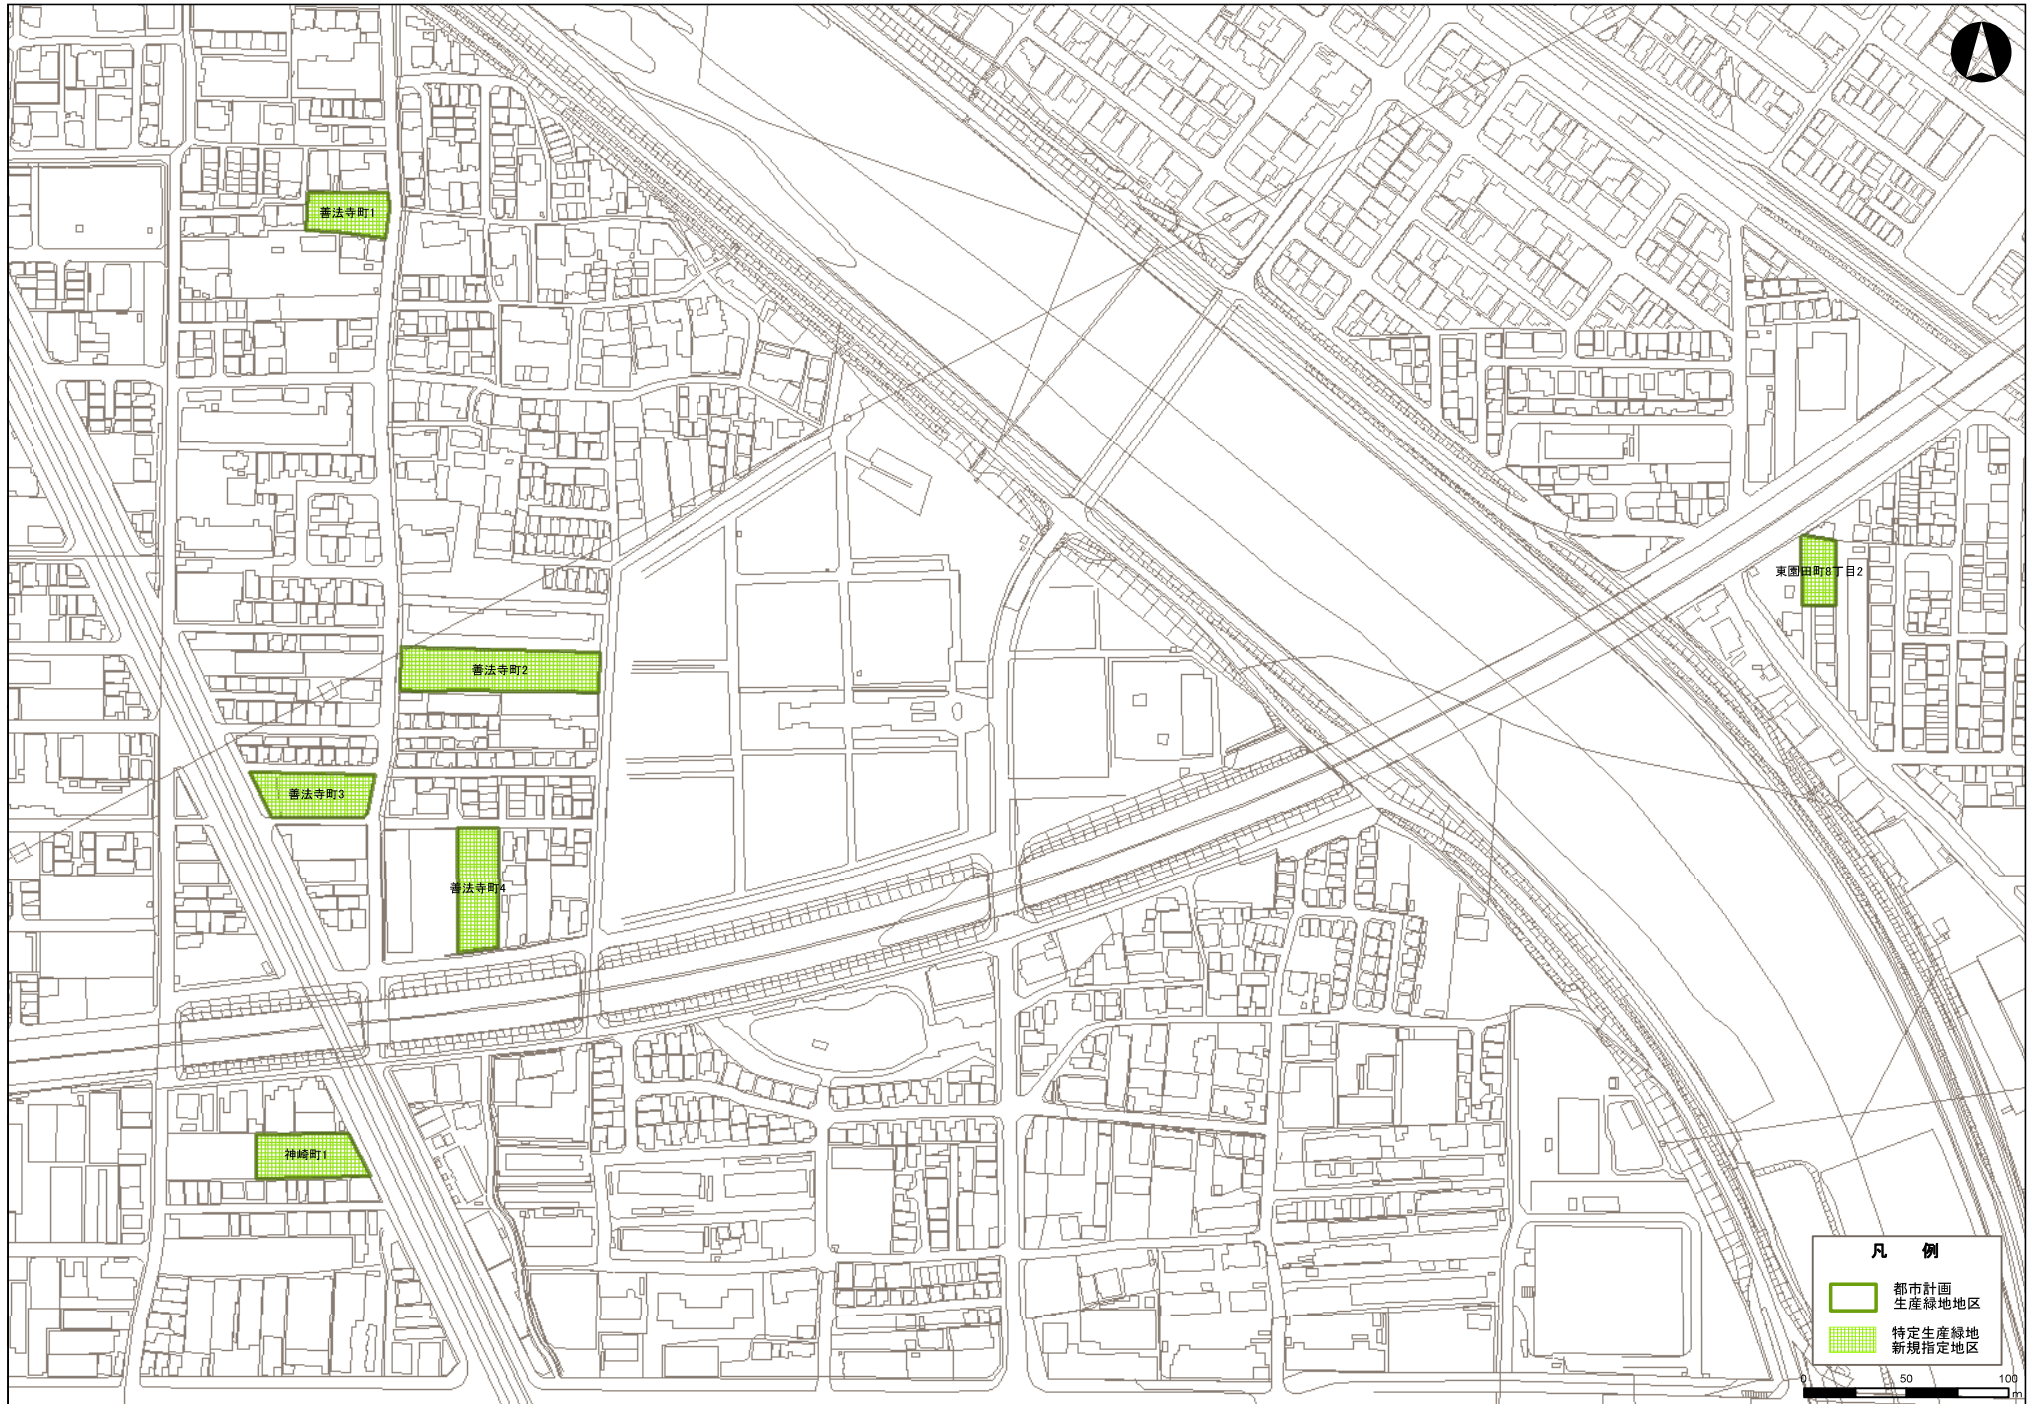 善法寺町1
東園田町8丁目2
善法寺町2
善法寺町3
善法寺町4
神崎町1
凡 例
都市計画
生産緑地地区
特定生産緑地
新規指定地区
0 50 100
m